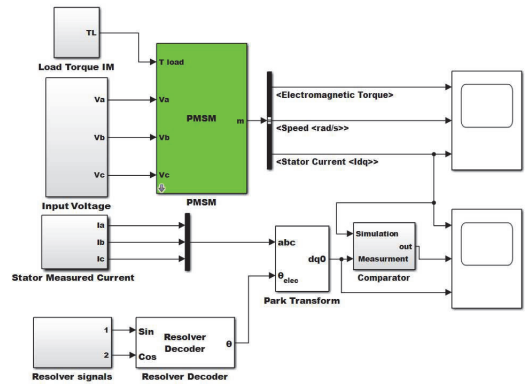 TL
Load Torque IM
T load
Va
Va
PMSM
m
Vb
Vb
Vc
Vc
PMSM
Input Voltage
<Electromagnetic Torque>
<Speed <rad/s>>
<Stator Current <Idq>>
Ia
Ib
Ic
Stator Measured Current
abc
dq0
θelec
Park Transform
Simulation
out
Measurment
Comparator
1
2
Resolver signals
Sin
Cos
Resolver
Decoder
θ
Resolver Decoder